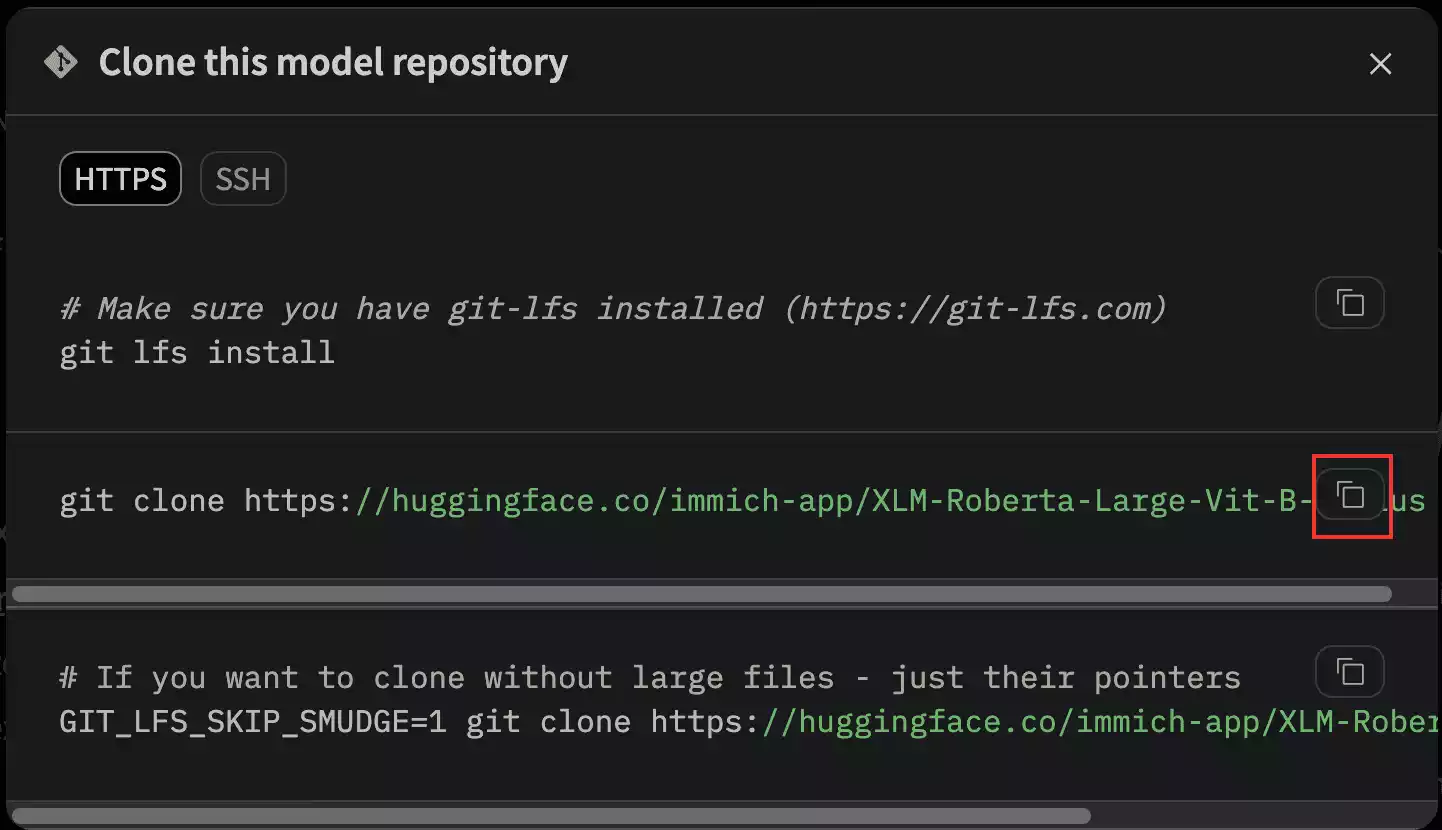 Clone this model repository
HTTPS SSH
# Make sure you have git-lfs installed (https://git-lfs.com)
git lfs install
git clone https://huggingface.co/immich-app/XLM-Roberta-Large-Vit-B-
# If you want to clone without large files - just their pointers
GIT_LFS_SKIP_SMUDGE=1 git clone https://huggingface.co/immich-app/XLM-Rober